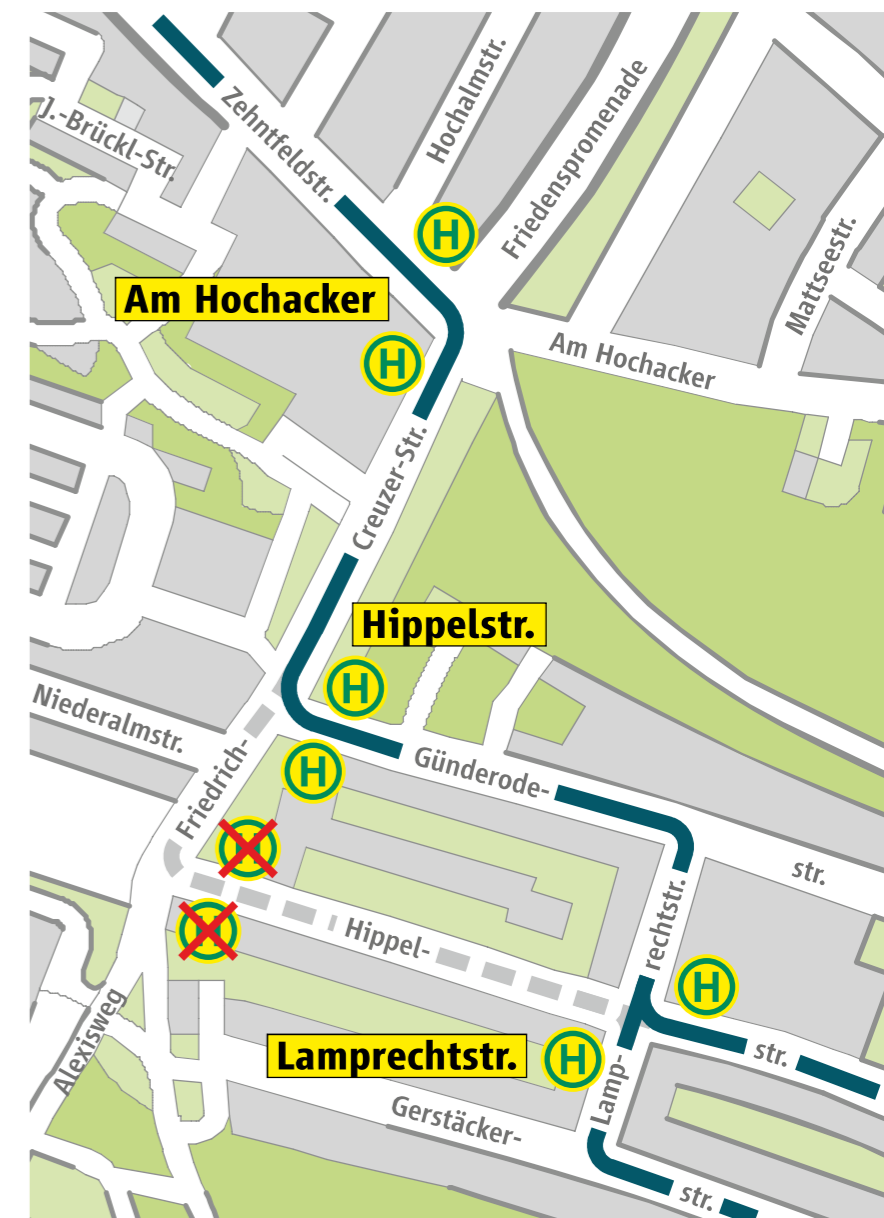 Zehntfeldstr.
Hochalmstr.
Friedenspromenade
J.-Brückl-Str.
Mattseestr.
H
Am Hochacker
H
Am Hochacker
Creuzer-Str.
Hippelstr.
H
Niederalmstr.
Friedrich-
H
Günderode-
str.
H
H
Hippel-
rechtstr.
H
Alexisweg
Lamprechtstr.
H
str.
Lamp-
Gerstäcker-
str.